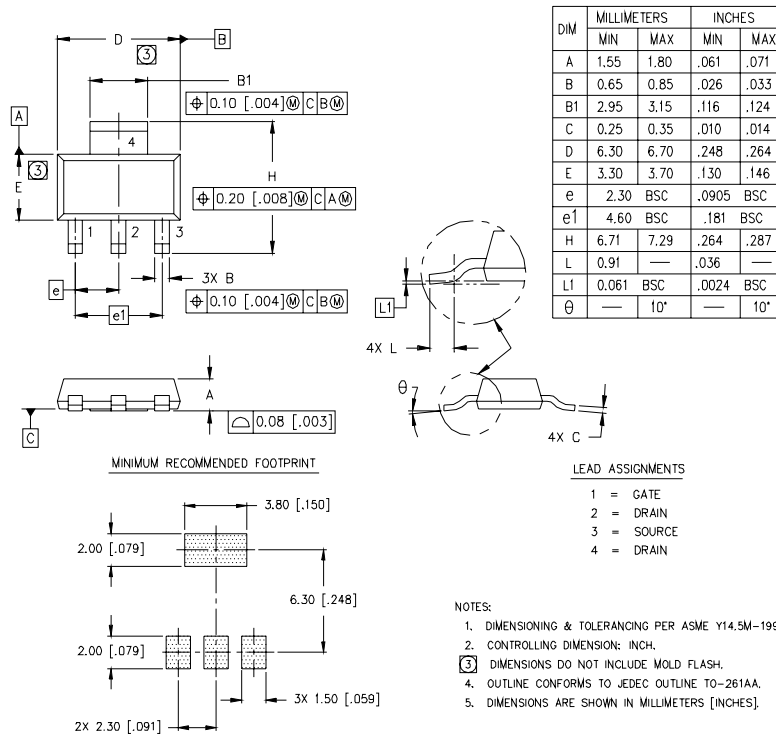 D
B
3
B1
⌖ 0.10 [.004] Ⓜ C B Ⓜ
A
4
3
E
H
⌖ 0.20 [.008] Ⓜ C A Ⓜ
1 2 3
3X B
e
⌖ 0.10 [.004] Ⓜ C B Ⓜ
e1
L1
4X L
A
θ
C
⌓ 0.08 [.003]
4X C
DIM MILLIMETERS INCHES
MIN MAX MIN MAX
A 1.55 1.80 .061 .071
B 0.65 0.85 .026 .033
B1 2.95 3.15 .116 .124
C 0.25 0.35 .010 .014
D 6.30 6.70 .248 .264
E 3.30 3.70 .130 .146
e 2.30 BSC .0905 BSC
e1 4.60 BSC .181 BSC
H 6.71 7.29 .264 .287
L 0.91 — .036 —
L1 0.061 BSC .0024 BSC
θ — 10° — 10°
MINIMUM RECOMMENDED FOOTPRINT
3.80 [.150]
2.00 [.079]
6.30 [.248]
2.00 [.079]
3X 1.50 [.059]
2X 2.30 [.091]
LEAD ASSIGNMENTS
1 = GATE
2 = DRAIN
3 = SOURCE
4 = DRAIN
NOTES:
1. DIMENSIONING & TOLERANCING PER ASME Y14.5M-199
2. CONTROLLING DIMENSION: INCH.
3 DIMENSIONS DO NOT INCLUDE MOLD FLASH.
4. OUTLINE CONFORMS TO JEDEC OUTLINE TO-261AA.
5. DIMENSIONS ARE SHOWN IN MILLIMETERS [INCHES].